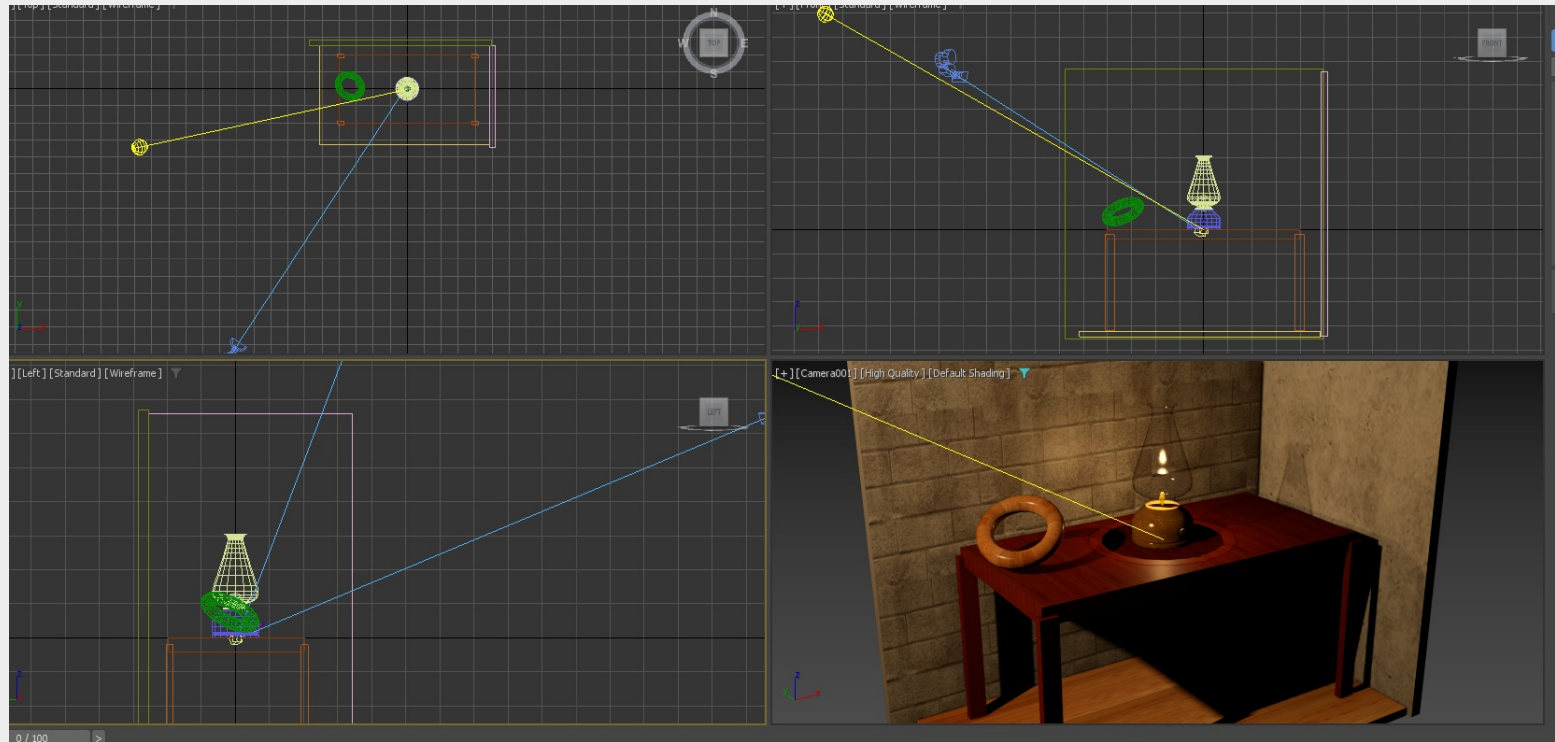 ] [Top ] [Standard ] [Wireframe ]
N
W
TOP
E
S
[+] [Front ] [Standard ] [Wireframe ]
FRONT
z
x
y
z
x
] [Left ] [Standard ] [Wireframe ]
LEFT
z
[+] [Camera001 ] [High Quality ] [Default Shading ]
z
x
0 / 100
>